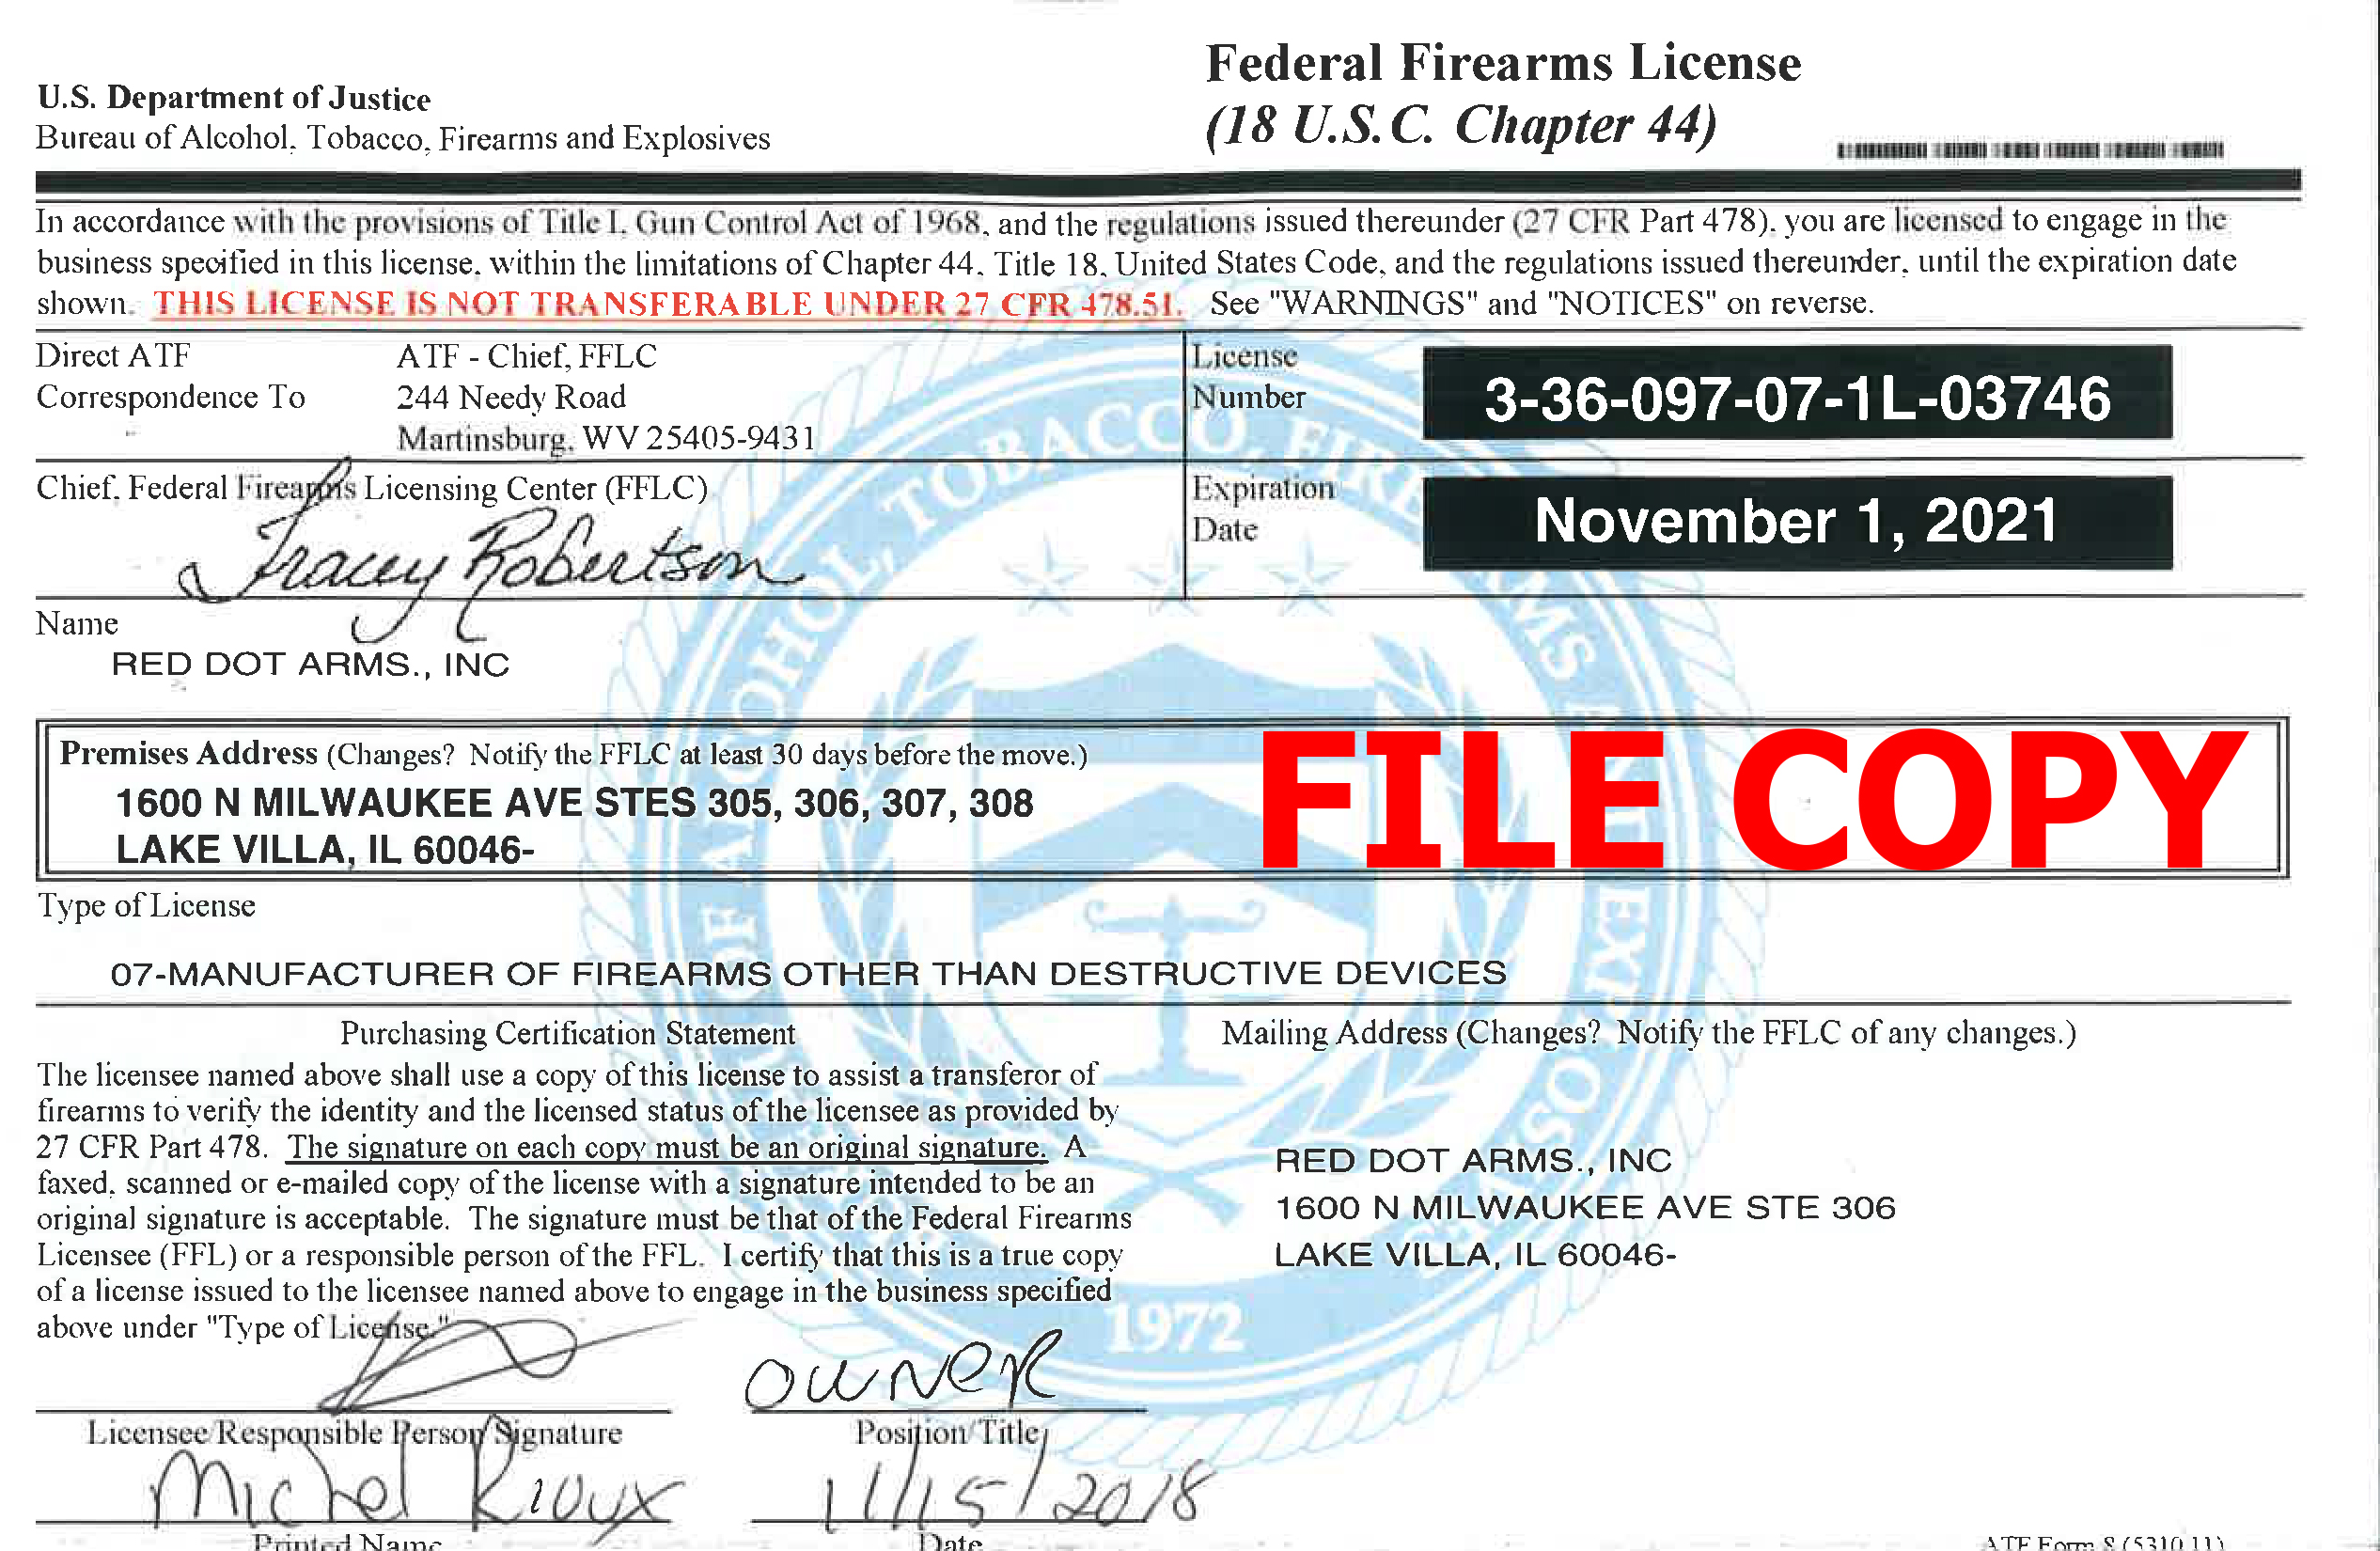 Federal Firearms License
(18 U.S.C. Chapter 44)
U.S. Department of Justice
Bureau of Alcohol, Tobacco, Firearms and Explosives
In accordance with the provisions of Title I, Gun Control Act of 1968, and the regulations issued thereunder (27 CFR Part 478), you are licensed to engage in the
business specified in this license, within the limitations of Chapter 44, Title 18, United States Code, and the regulations issued thereunder, until the expiration date
shown. THIS LICENSE IS NOT TRANSFERABLE UNDER 27 CFR 478.51. See "WARNINGS" and "NOTICES" on reverse.
Direct ATF
Correspondence To
ATF - Chief, FFLC
244 Needy Road
Martinsburg, WV 25405-9431
License
Number
3-36-097-07-1L-03746
Chief, Federal Firearms Licensing Center (FFLC)
Tracey Robertson
Expiration
Date
November 1, 2021
Name
RED DOT ARMS., INC
Premises Address (Changes? Notify the FFLC at least 30 days before the move.)
1600 N MILWAUKEE AVE STES 305, 306, 307, 308
LAKE VILLA, IL 60046-
FILE COPY
Type of License
07-MANUFACTURER OF FIREARMS OTHER THAN DESTRUCTIVE DEVICES
Purchasing Certification Statement
The licensee named above shall use a copy of this license to assist a transferor of
firearms to verify the identity and the licensed status of the licensee as provided by
27 CFR Part 478. The signature on each copy must be an original signature. A
faxed, scanned or e-mailed copy of the license with a signature intended to be an
original signature is acceptable. The signature must be that of the Federal Firearms
Licensee (FFL) or a responsible person of the FFL. I certify that this is a true copy
of a license issued to the licensee named above to engage in the business specified
above under "Type of License."
Mailing Address (Changes? Notify the FFLC of any changes.)
RED DOT ARMS., INC
1600 N MILWAUKEE AVE STE 306
LAKE VILLA, IL 60046-
1972
OWNER
Licensee/Responsible Person Signature
Position/Title
Michel Rioux
11/15/2018
Printed Name
Date
ATF Form 8 (5310.11)